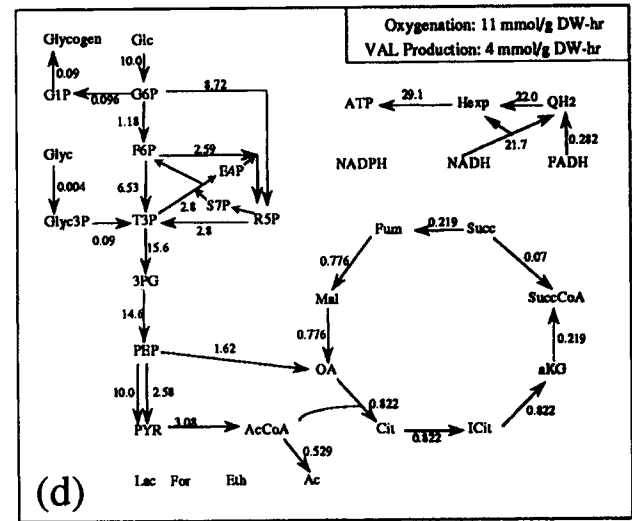 Oxygenation: 11 mmol/g DW-hr
VAL Production: 4 mmol/g DW-hr
Glycogen Glc
0.09 10.0
G1P 0.096 G6P 8.72
1.18
F6P 2.59
E4P
Glyc
0.004 6.53 2.8 S7P
Glyc3P 0.09 T3P 2.8 R5P
15.6
3PG
14.6
PEP 1.62
10.0 2.58
PYR 3.08 AcCoA
0.529
Lac For Eth Ac
ATP 29.1 Hexp 22.0 QH2
21.7 0.282
NADPH NADH FADH
Fum 0.219 Succ
0.776 0.07
Mal SuccCoA
0.776 0.219
OA aKG
0.822 0.822
Cit 0.822 ICit
(d)